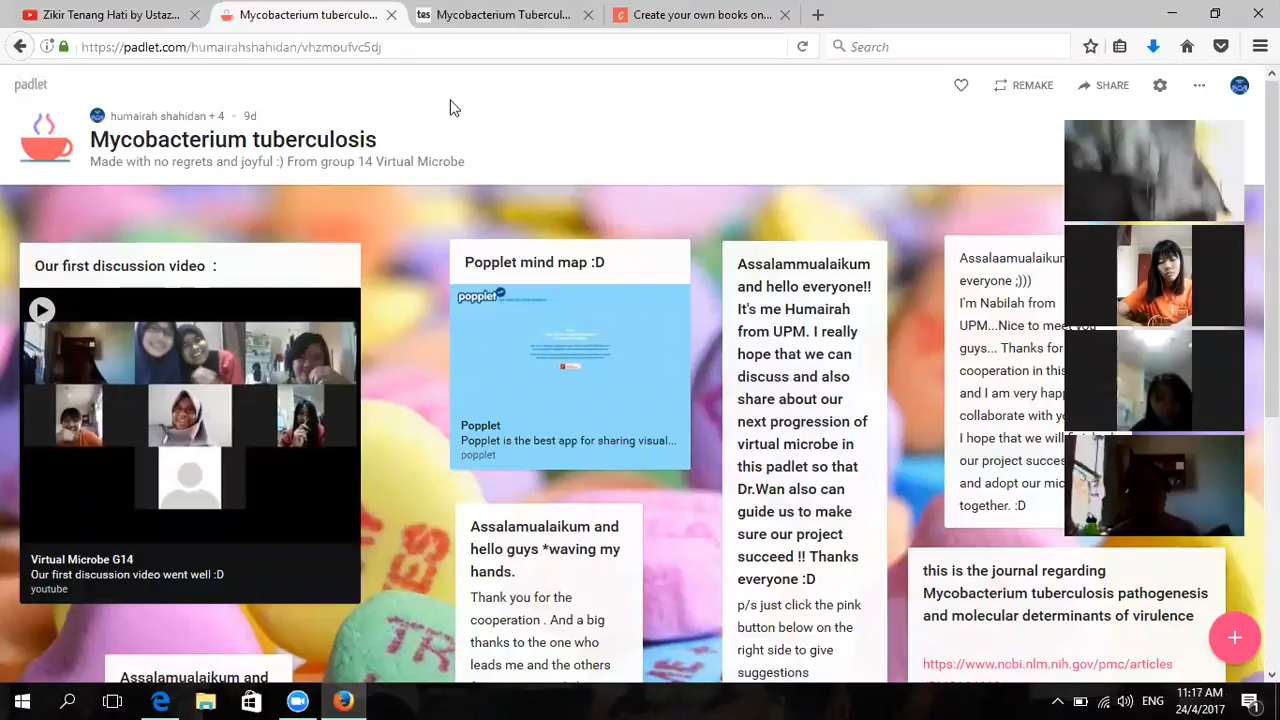 Zikir Tenang Hati by Ustaz...
Mycobacterium tuberculo...
tes
Mycobacterium Tubercul...
Create your own books on...
https://padlet.com/humairahshahidan/vhzmoufvc5dj
Search
padlet
REMAKE
SHARE
humairah shahidan + 4 • 9d
Mycobacterium tuberculosis
Made with no regrets and joyful :) From group 14 Virtual Microbe
Our first discussion video :
Virtual Microbe G14
Our first discussion video went well :D
youtube
Assalamualaikum and
Popplet mind map :D
popplet
Popplet
Popplet is the best app for sharing visual...
popplet
Assalamualaikum and
hello guys *waving my
hands.
Thank you for the
cooperation . And a big
thanks to the one who
leads me and the others
Assalammualaikum
and hello everyone!!
It's me Humairah
from UPM. I really
hope that we can
discuss and also
share about our
next progression of
virtual microbe in
this padlet so that
Dr.Wan also can
guide us to make
sure our project
succeed !! Thanks
everyone :D
p/s just click the pink
button below on the
right side to give
suggestions
Assalaamualaikum
everyone ;)))
I'm Nabilah from
UPM...Nice to meet you
guys... Thanks for
cooperation in this
and I am very happ
collaborate with yo
I hope that we will
our project succes
and adopt our mic
together. :D
this is the journal regarding
Mycobacterium tuberculosis pathogenesis
and molecular determinants of virulence
https://www.ncbi.nlm.nih.gov/pmc/articles
ENG
11:17 AM
24/4/2017